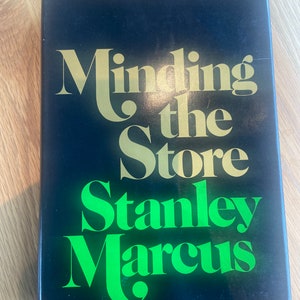 Minding
the
Store
Stanley
Marcus